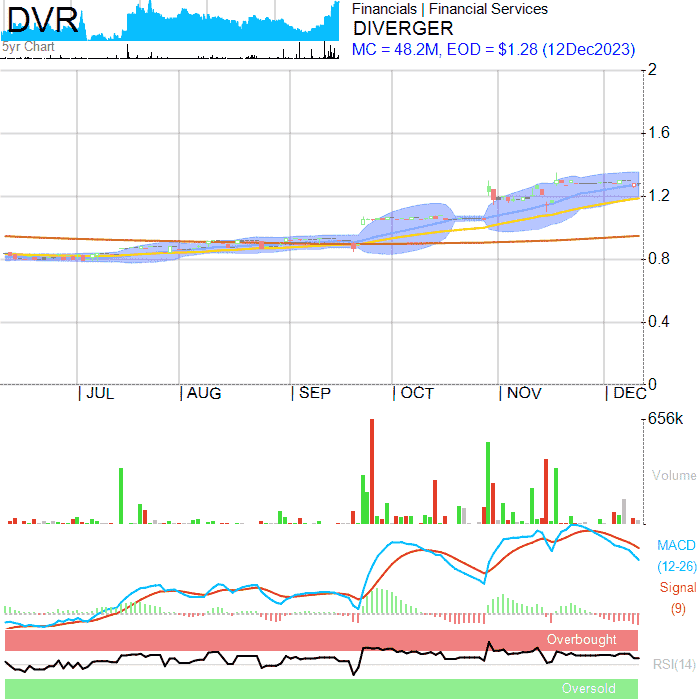 DVR
5yr Chart
Financials | Financial Services
DIVERGER
MC = 48.2M, EOD = $1.28 (12Dec2023)
2
1.6
1.2
0.8
0.4
0
JUL AUG SEP OCT NOV DEC
656k
Volume
MACD
(12-26)
Signal
(9)
Overbought
RSI(14)
Oversold